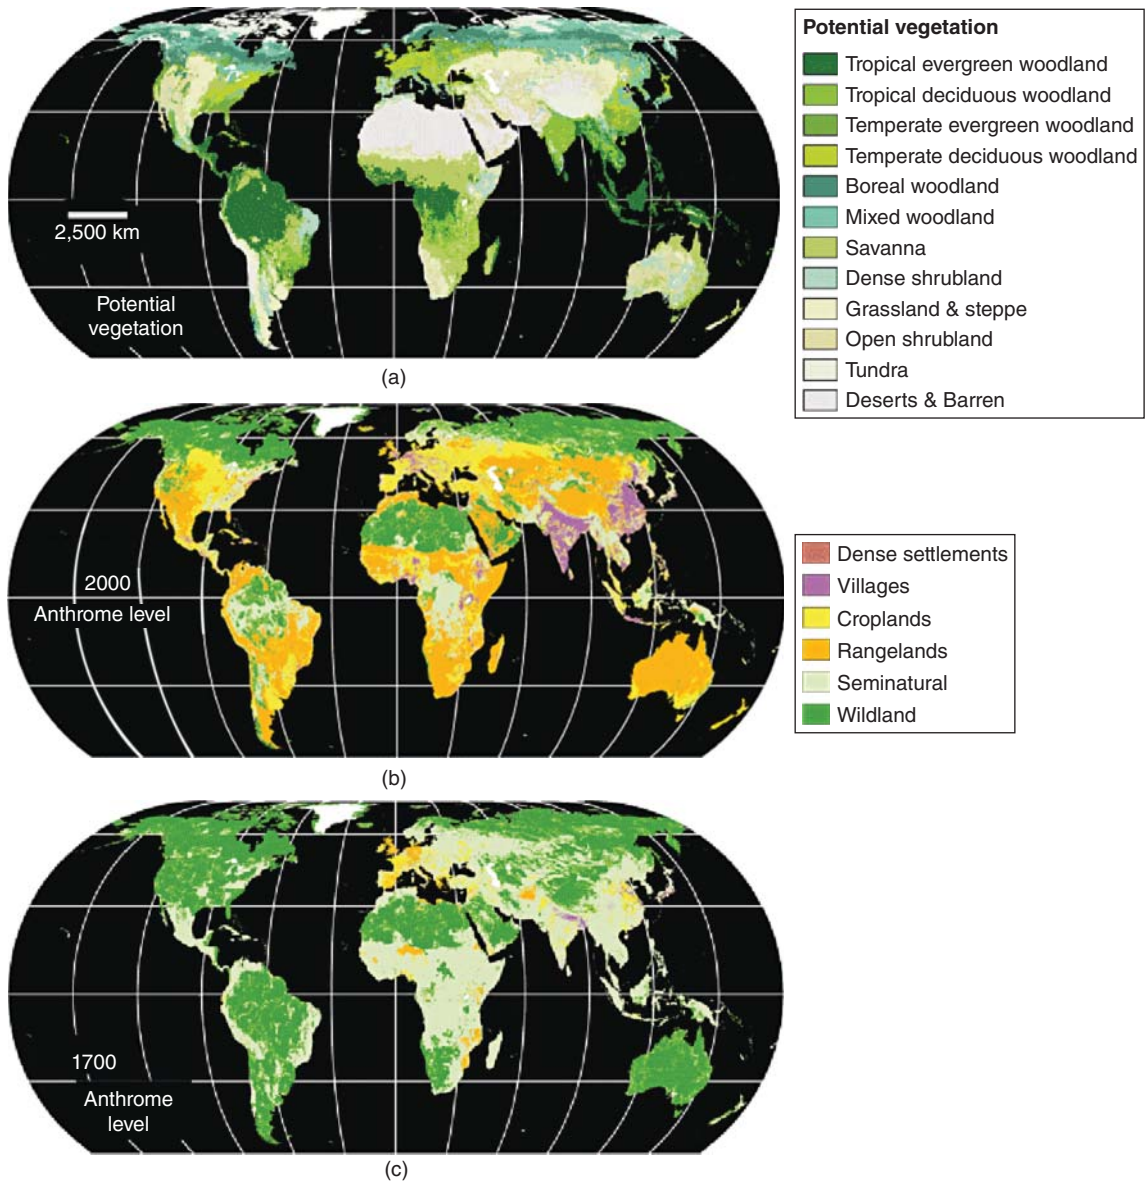 2,500 km
Potential
vegetation
(a)
Potential vegetation
Tropical evergreen woodland
Tropical deciduous woodland
Temperate evergreen woodland
Temperate deciduous woodland
Boreal woodland
Mixed woodland
Savanna
Dense shrubland
Grassland & steppe
Open shrubland
Tundra
Deserts & Barren
2000
Anthrome level
(b)
Dense settlements
Villages
Croplands
Rangelands
Seminatural
Wildland
1700
Anthrome
level
(c)